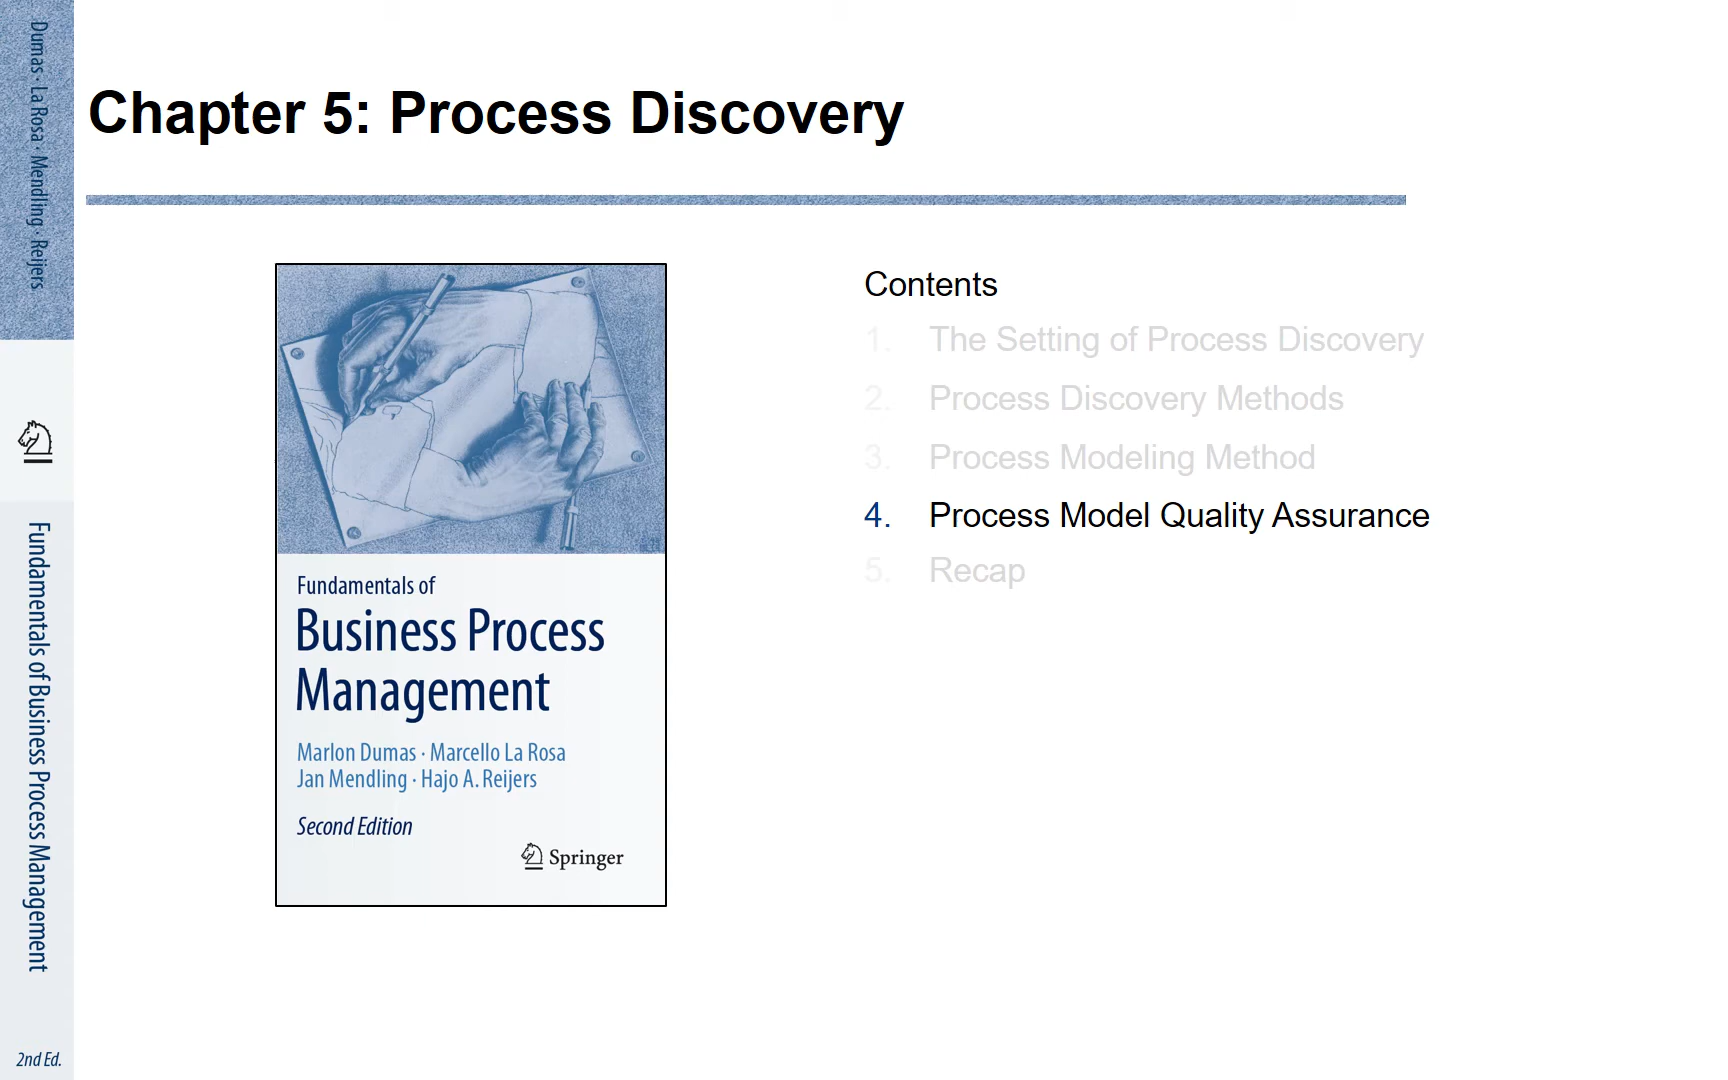 Dumas · La Rosa · Mendling · Reijers
Fundamentals of Business Process Management
2nd Ed.
Chapter 5: Process Discovery
Fundamentals of
Business Process
Management
Marlon Dumas · Marcello La Rosa
Jan Mendling · Hajo A. Reijers
Second Edition
Springer
Contents
1. The Setting of Process Discovery
2. Process Discovery Methods
3. Process Modeling Method
4. Process Model Quality Assurance
5. Recap